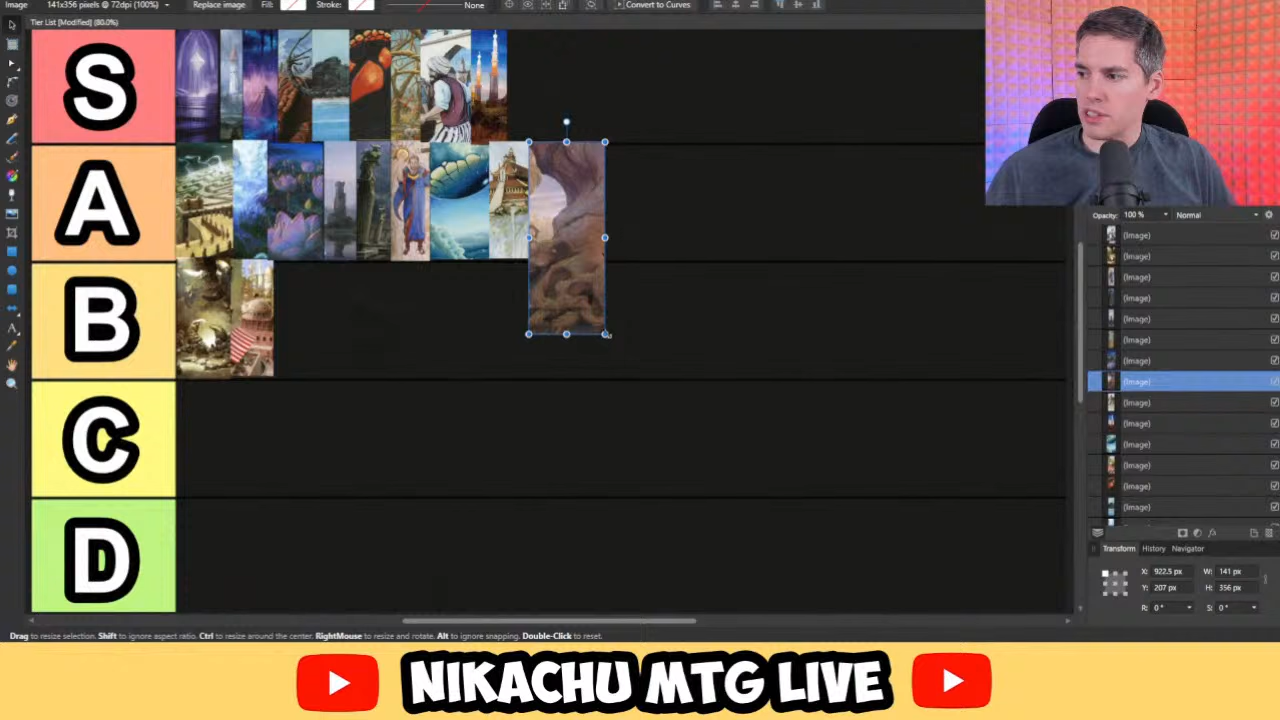 Image 141x356 pixels @ 72dpi (100%) Replace image Fill: Stroke: None Convert to Curves
Tier List [Modified] (80.0%)
S
A
B
C
D
Opacity: 100 % Normal
(Image)
(Image)
(Image)
(Image)
(Image)
(Image)
(Image)
(Image)
(Image)
(Image)
(Image)
(Image)
(Image)
(Image)
Transform History Navigator
X: 922.5 px W: 141 px
Y: 207 px H: 356 px
R: 0° S: 0°
Drag to resize selection. Shift to ignore aspect ratio. Ctrl to resize around the center. RightMouse to resize and rotate. Alt to ignore snapping. Double-Click to reset.
NIKACHU MTG LIVE